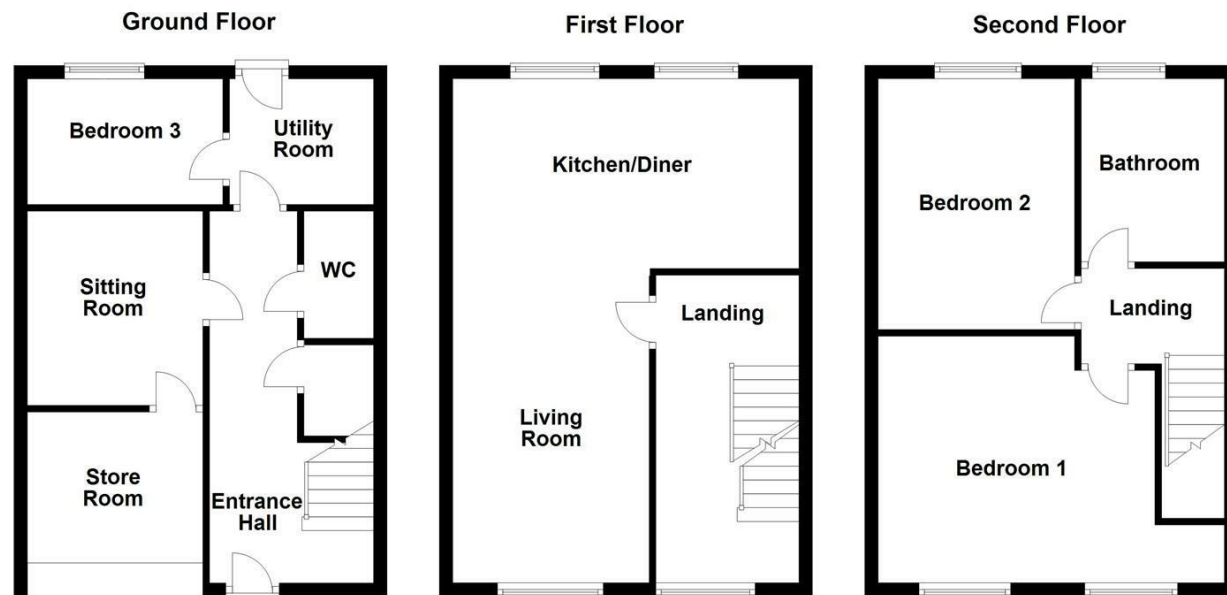 Ground Floor
Bedroom 3
Utility
Room
Sitting
Room
WC
Store
Room
Entrance
Hall
First Floor
Kitchen/Diner
Landing
Living
Room
Second Floor
Bedroom 2
Bathroom
Landing
Bedroom 1